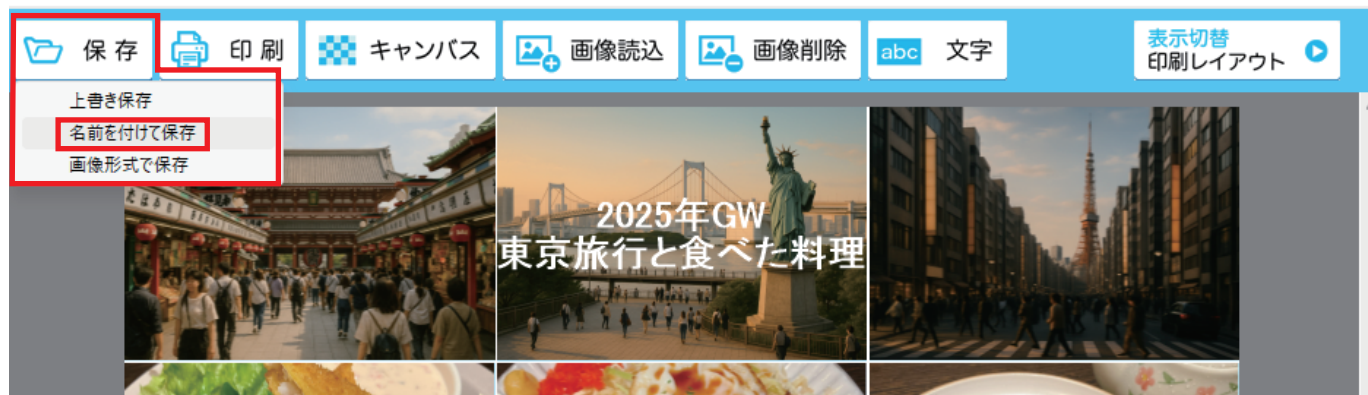 保存
印刷
キャンバス
画像読込
画像削除
abc 文字
表示切替
印刷レイアウト
上書き保存
名前を付けて保存
画像形式で保存
2025年GW
東京旅行と食べた料理